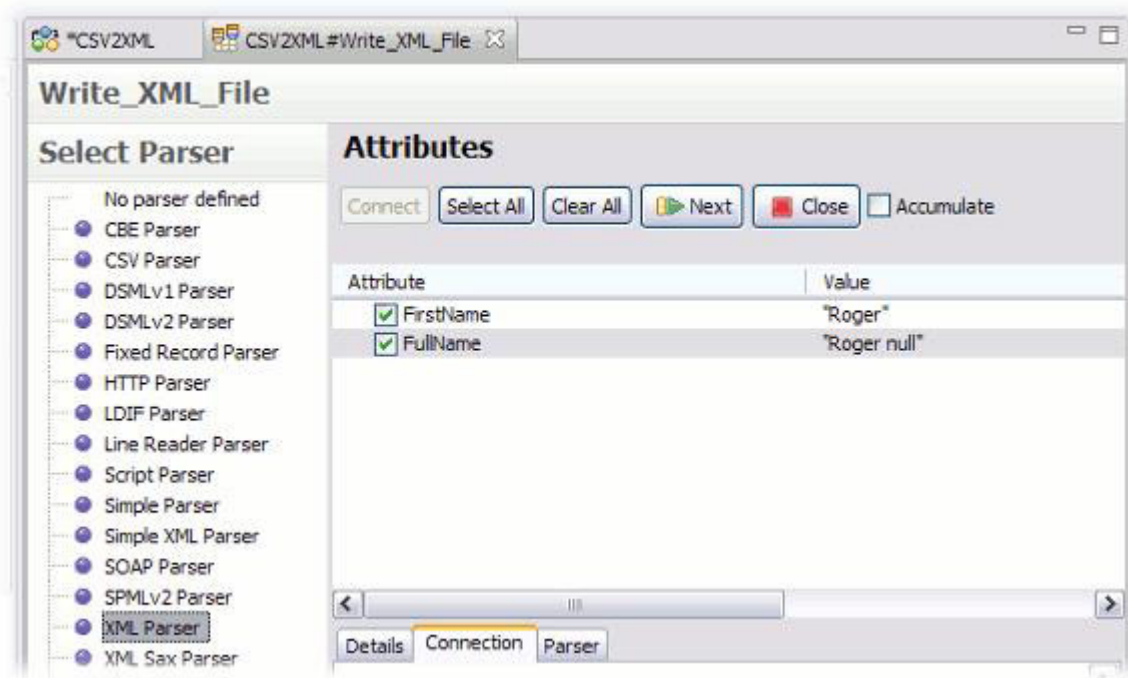 *CSV2XML
CSV2XML#Write_XML_File
Write_XML_File
Select Parser
No parser defined
CBE Parser
CSV Parser
DSMLv1 Parser
DSMLv2 Parser
Fixed Record Parser
HTTP Parser
LDIF Parser
Line Reader Parser
Script Parser
Simple Parser
Simple XML Parser
SOAP Parser
SPMLv2 Parser
XML Parser
XML Sax Parser
Attributes
Connect Select All Clear All Next Close Accumulate
Attribute Value
FirstName "Roger"
FullName "Roger null"
Details Connection Parser